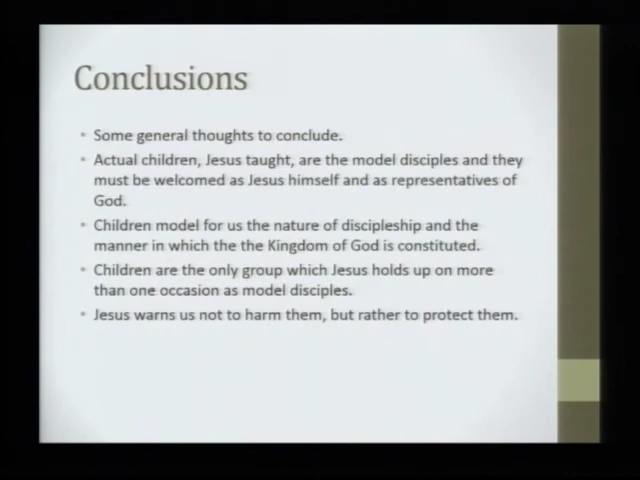 Conclusions
• Some general thoughts to conclude.
• Actual children, Jesus taught, are the model disciples and they
must be welcomed as Jesus himself and as representatives of
God.
• Children model for us the nature of discipleship and the
manner in which the the Kingdom of God is constituted.
• Children are the only group which Jesus holds up on more
than one occasion as model disciples.
• Jesus warns us not to harm them, but rather to protect them.